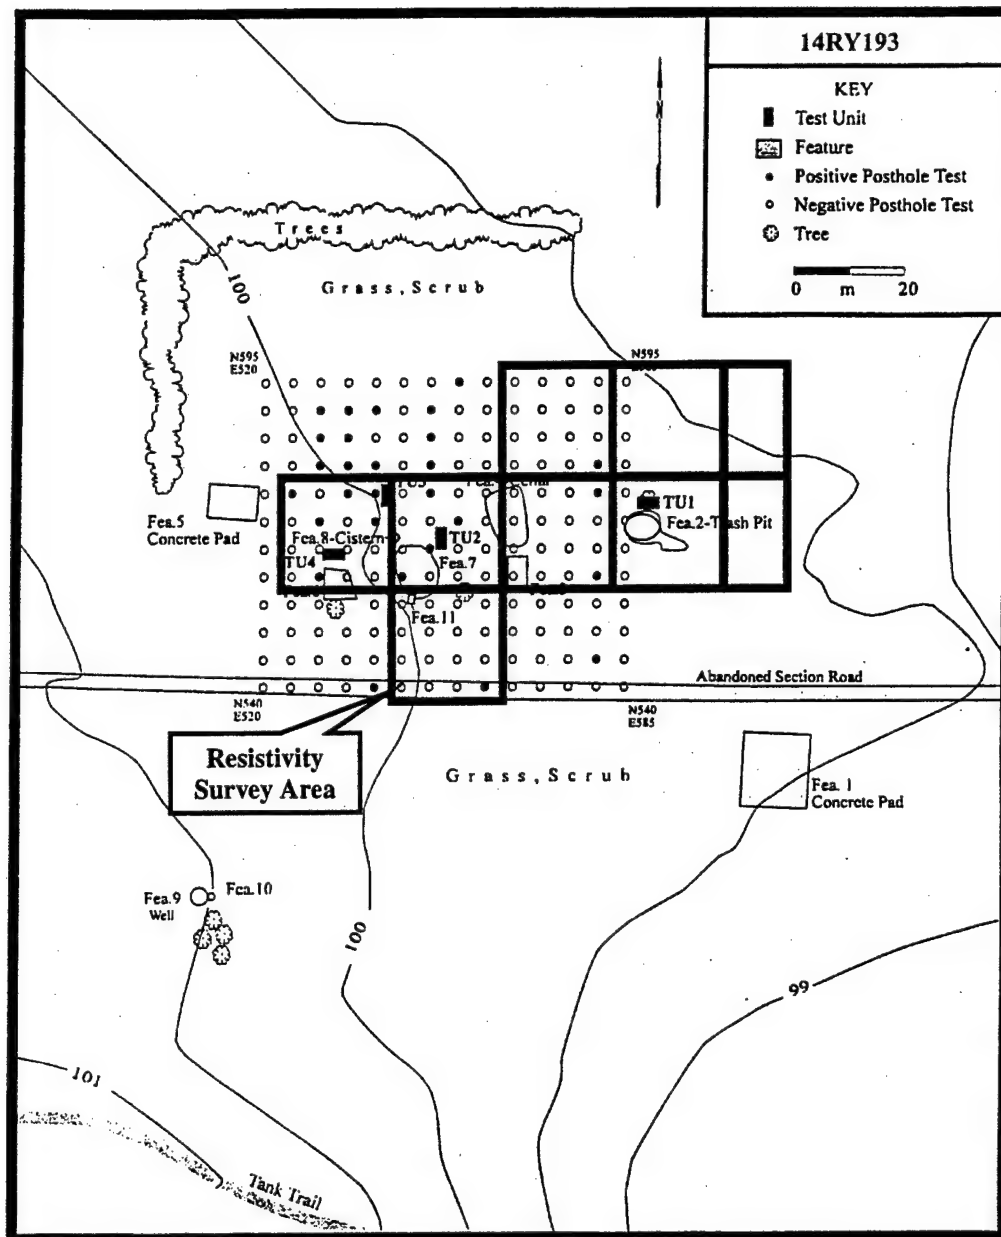 14RY193
KEY
N
Test Unit
Feature
Positive Posthole Test
Negative Posthole Test
Tree
0 m 20
Trees
100
Grass, Scrub
N595
E520
N595
TU3
TU1
Fea.5
Concrete Pad
Fea.8-Cistern
TU2
Fea.2-Trash Pit
TU4
Fea.7
Fea.11
Abandoned Section Road
N540
E520
N540
E585
Resistivity
Survey Area
Grass, Scrub
Fea. 1
Concrete Pad
Fea.9
Well
Fea.10
100
99
101
Tank Trail